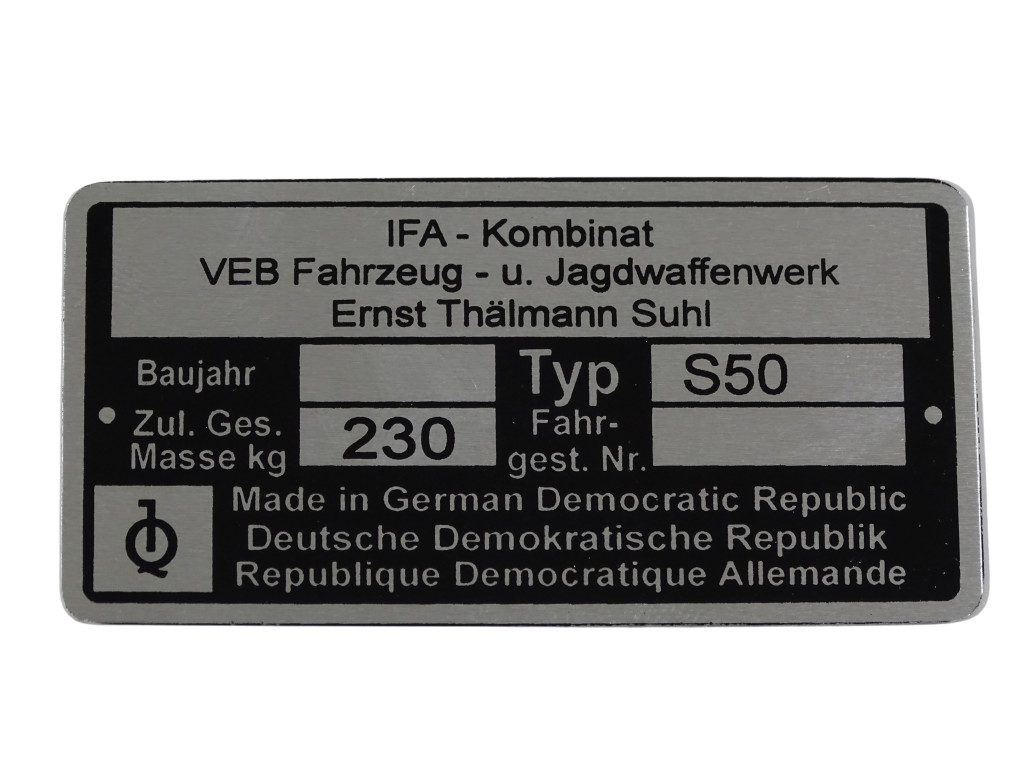 IFA - Kombinat
VEB Fahrzeug - u. Jagdwaffenwerk
Ernst Thälmann Suhl
Baujahr
Typ S50
Zul. Ges.
Masse kg 230
Fahr-
gest. Nr.
1Q
Made in German Democratic Republic
Deutsche Demokratische Republik
Republique Democratique Allemande